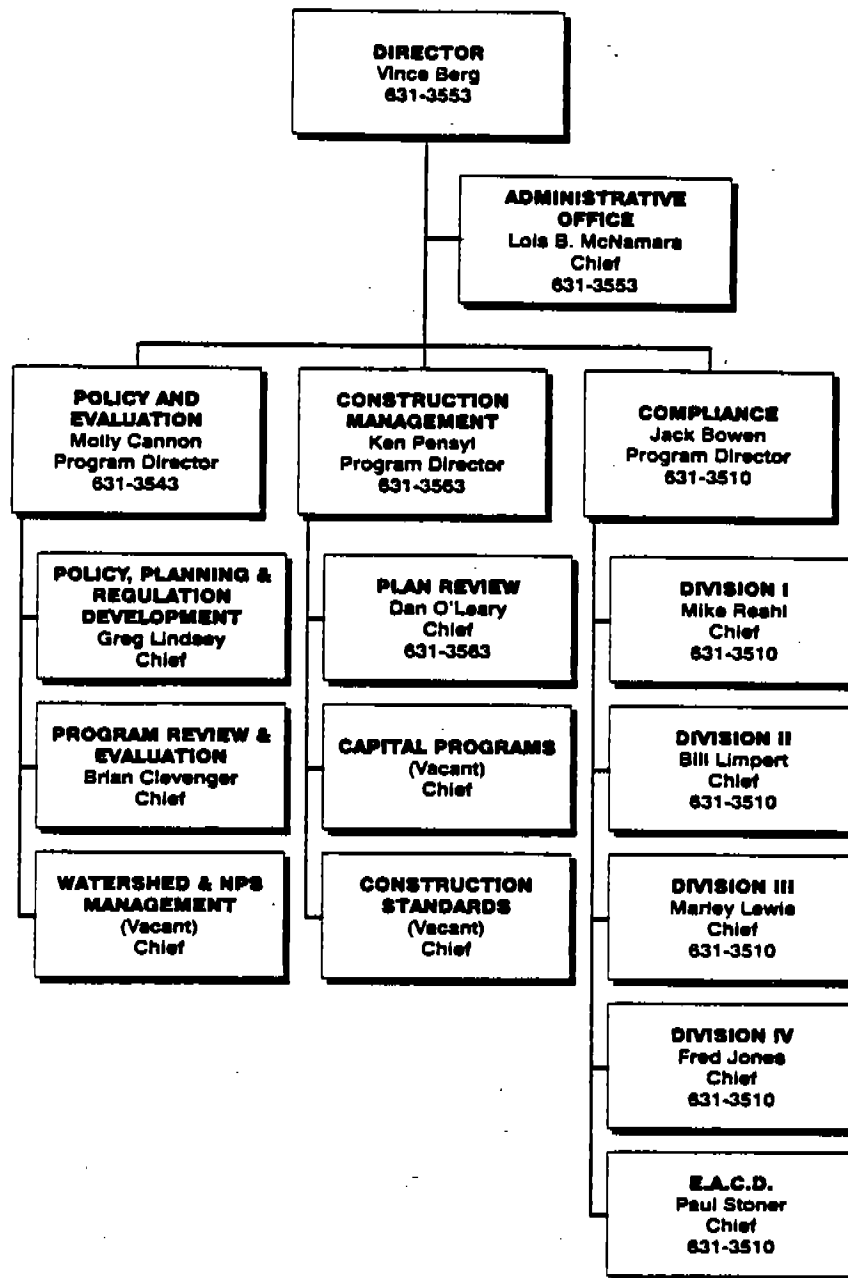 DIRECTOR
Vince Berg
631-3553
ADMINISTRATIVE
OFFICE
Lois B. McNamara
Chief
631-3553
POLICY AND
EVALUATION
Molly Cannon
Program Director
631-3543
POLICY, PLANNING &
REGULATION
DEVELOPMENT
Greg Lindsey
Chief
PROGRAM REVIEW &
EVALUATION
Brian Clevenger
Chief
WATERSHED & NPS
MANAGEMENT
(Vacant)
Chief
CONSTRUCTION
MANAGEMENT
Ken Pensyl
Program Director
631-3563
PLAN REVIEW
Dan O'Leary
Chief
631-3563
CAPITAL PROGRAMS
(Vacant)
Chief
CONSTRUCTION
STANDARDS
(Vacant)
Chief
COMPLIANCE
Jack Bowen
Program Director
631-3510
DIVISION I
Mike Reahl
Chief
631-3510
DIVISION II
Bill Limpert
Chief
631-3510
DIVISION III
Marley Lewis
Chief
631-3510
DIVISION IV
Fred Jones
Chief
631-3510
E.A.C.D.
Paul Stoner
Chief
631-3510